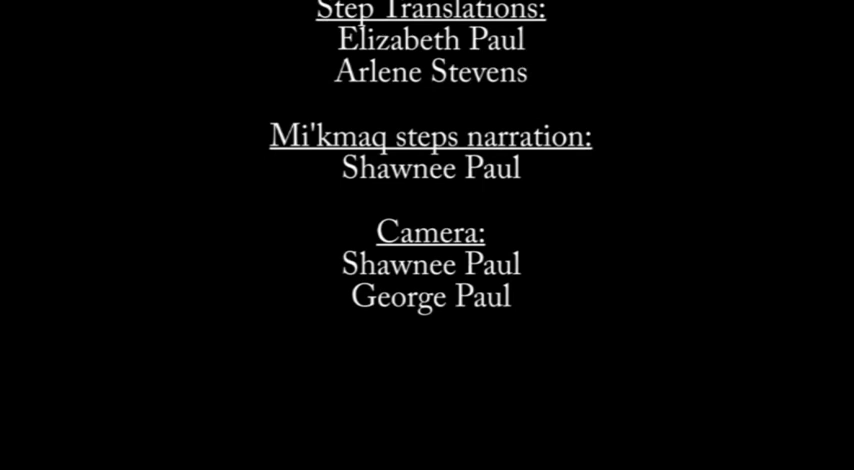 Step Translations:
Elizabeth Paul
Arlene Stevens
Mi'kmaq steps narration:
Shawnee Paul
Camera:
Shawnee Paul
George Paul